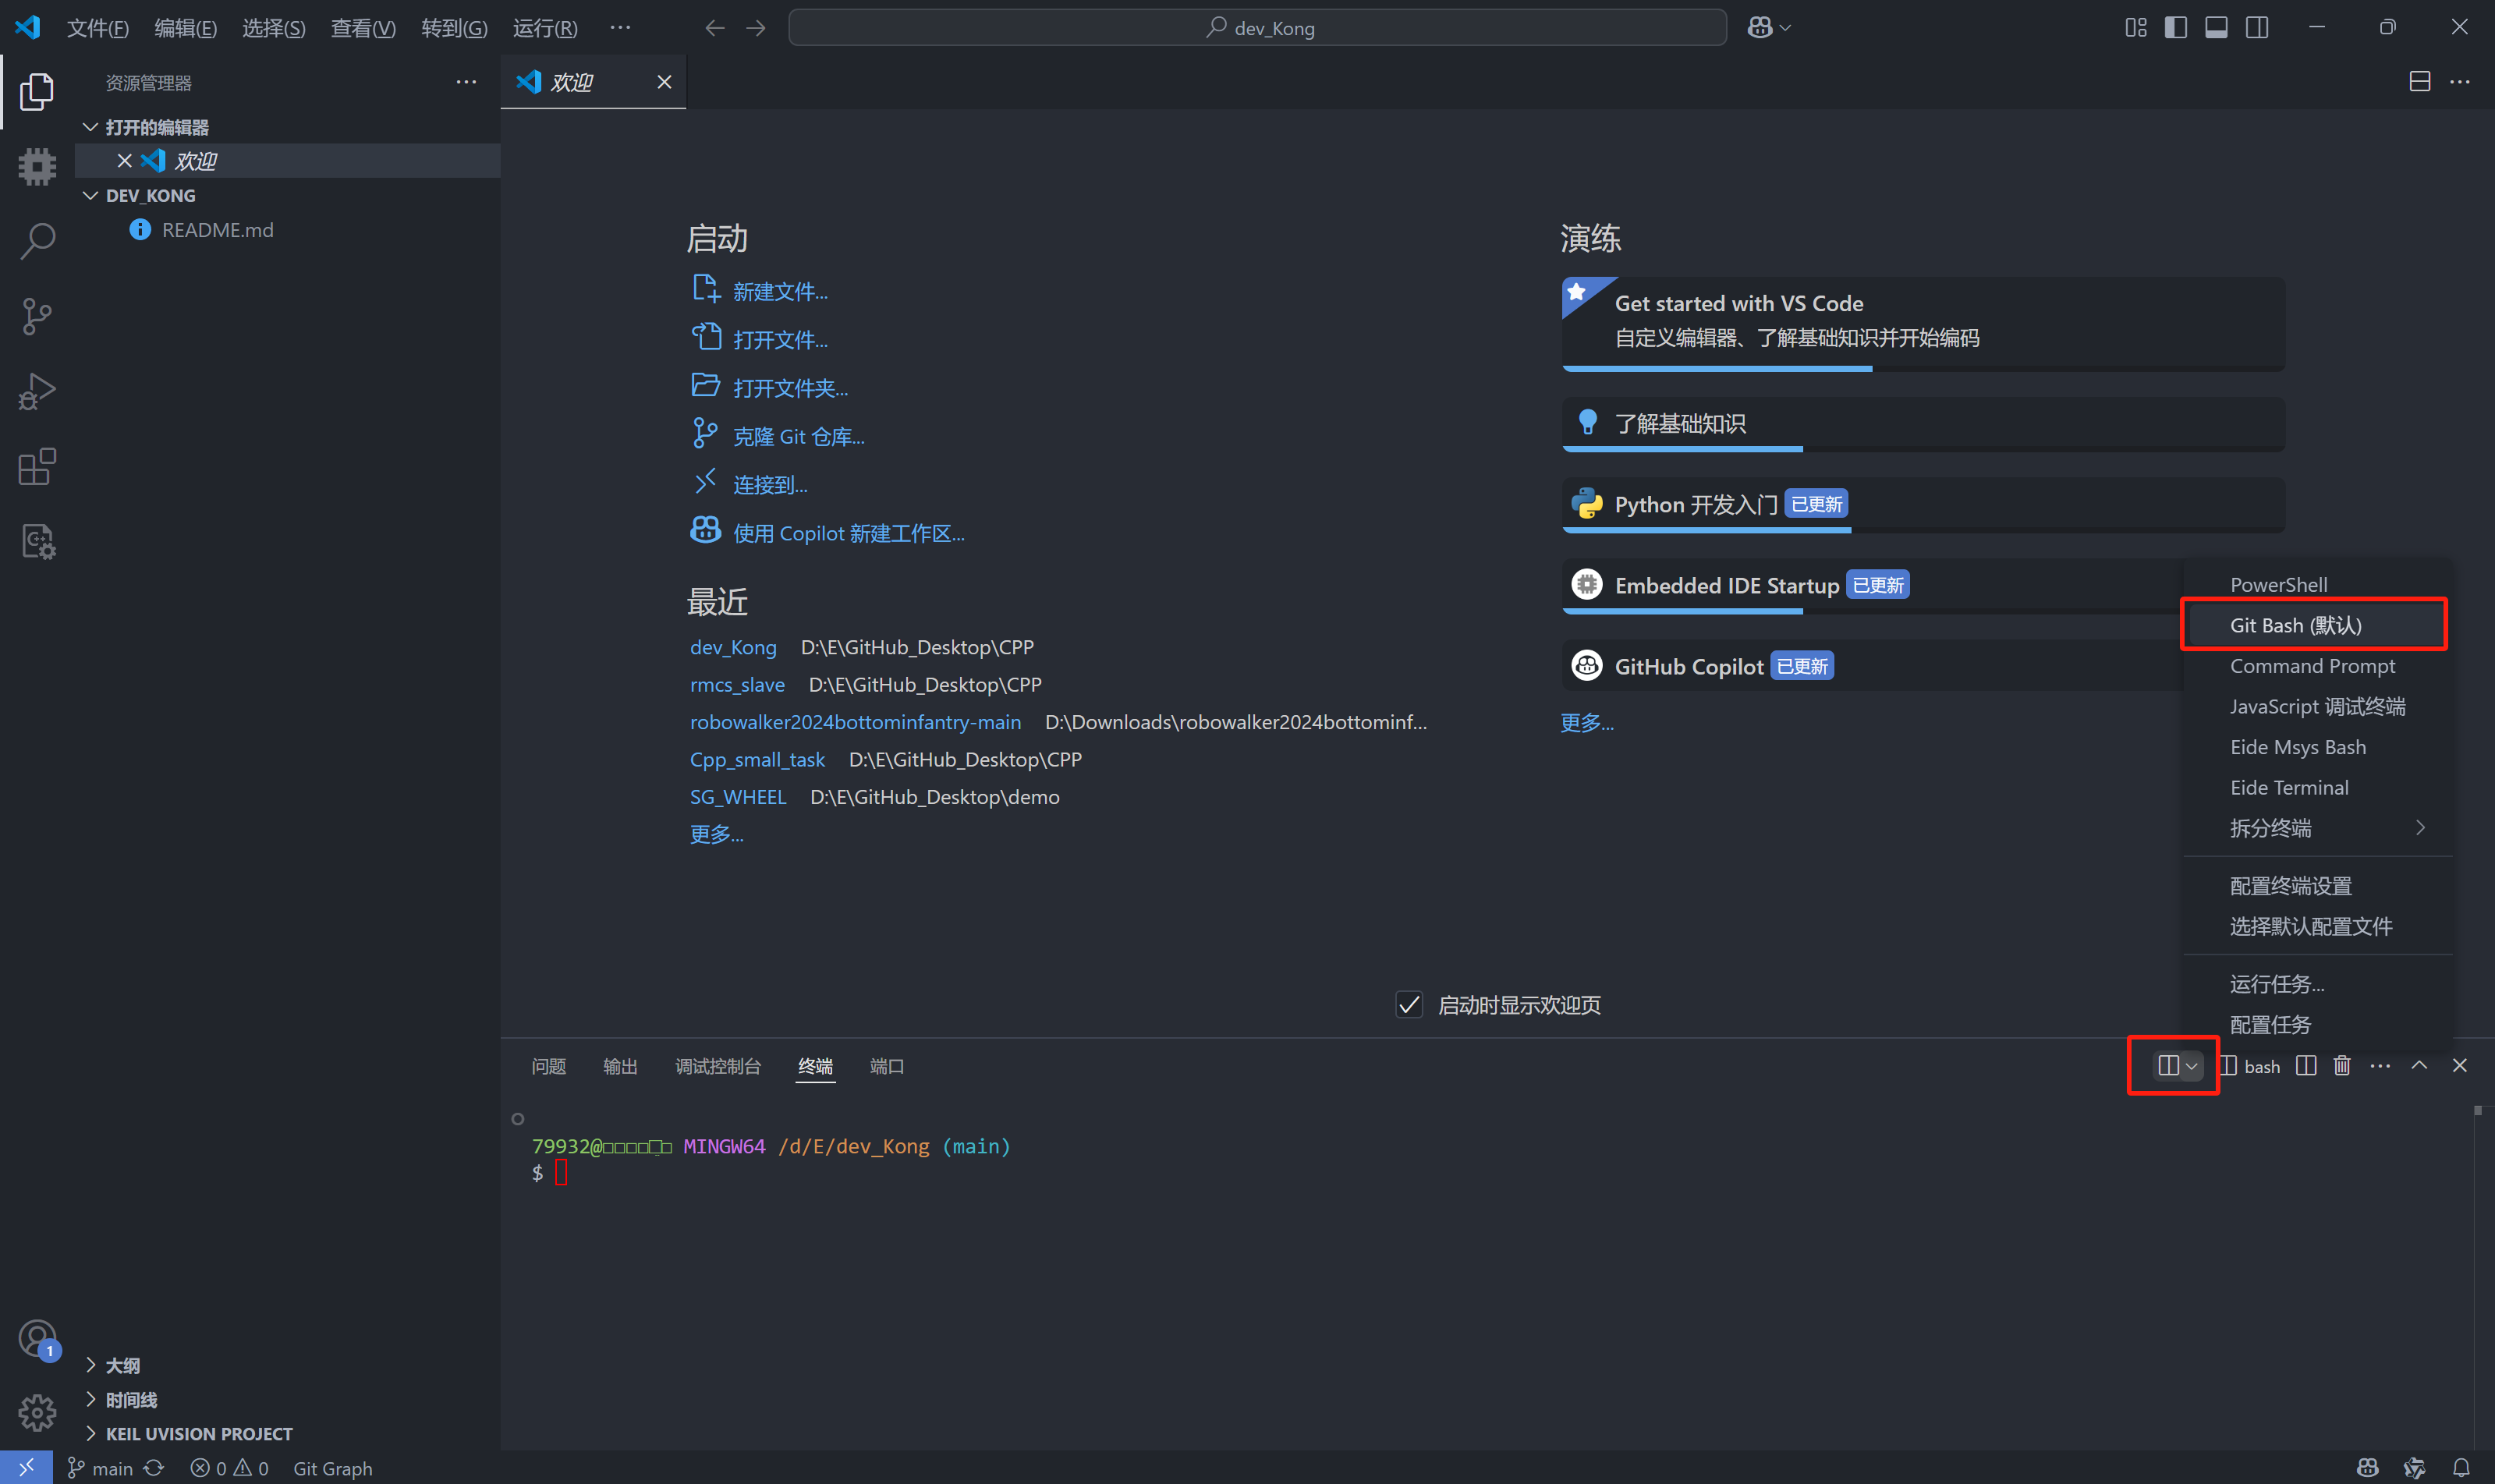 文件(F) 编辑(E) 选择(S) 查看(V) 转到(G) 运行(R) ··· dev_Kong
资源管理器
打开的编辑器
欢迎
DEV_KONG
README.md
大纲
时间线
KEIL UVISION PROJECT
1
欢迎
启动
新建文件...
打开文件...
打开文件夹...
克隆 Git 仓库...
连接到...
使用 Copilot 新建工作区...
最近
dev_Kong D:\E\GitHub_Desktop\CPP
rmcs_slave D:\E\GitHub_Desktop\CPP
robowalker2024bottominfantry-main D:\Downloads\robowalker2024bottominf...
Cpp_small_task D:\E\GitHub_Desktop\CPP
SG_WHEEL D:\E\GitHub_Desktop\demo
更多...
演练
Get started with VS Code
自定义编辑器、了解基础知识并开始编码
了解基础知识
Python 开发入门 已更新
Embedded IDE Startup 已更新
GitHub Copilot 已更新
更多...
启动时显示欢迎页
PowerShell
Git Bash (默认)
Command Prompt
JavaScript 调试终端
Eide Msys Bash
Eide Terminal
拆分终端
配置终端设置
选择默认配置文件
运行任务...
配置任务
问题 输出 调试控制台 终端 端口 bash
79932@□□□□□□ MINGW64 /d/E/dev_Kong (main)
$
main 0 0 Git Graph